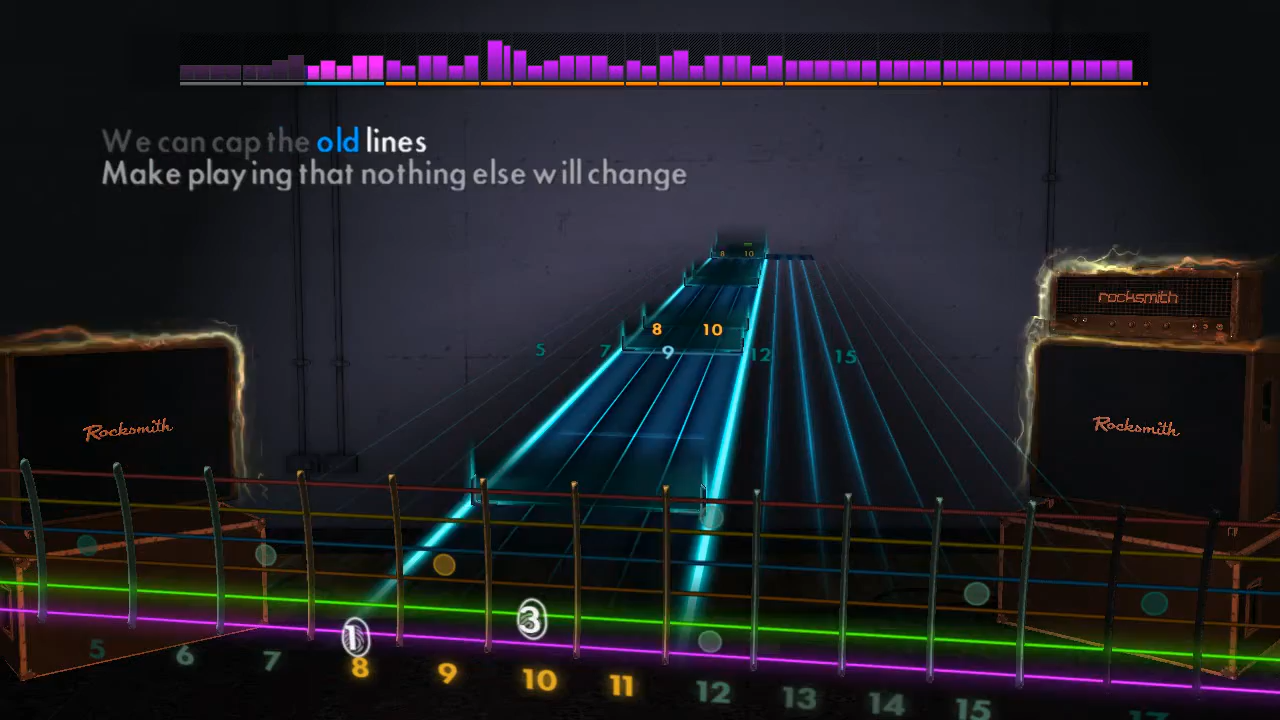 We can cap the old lines
Make playing that nothing else will change
8 10
rocksmith
8 10
5 7 9 12 15
Rocksmith
Rocksmith
1 3
5 6 7 8 9 10 11 12 13 14 15 17